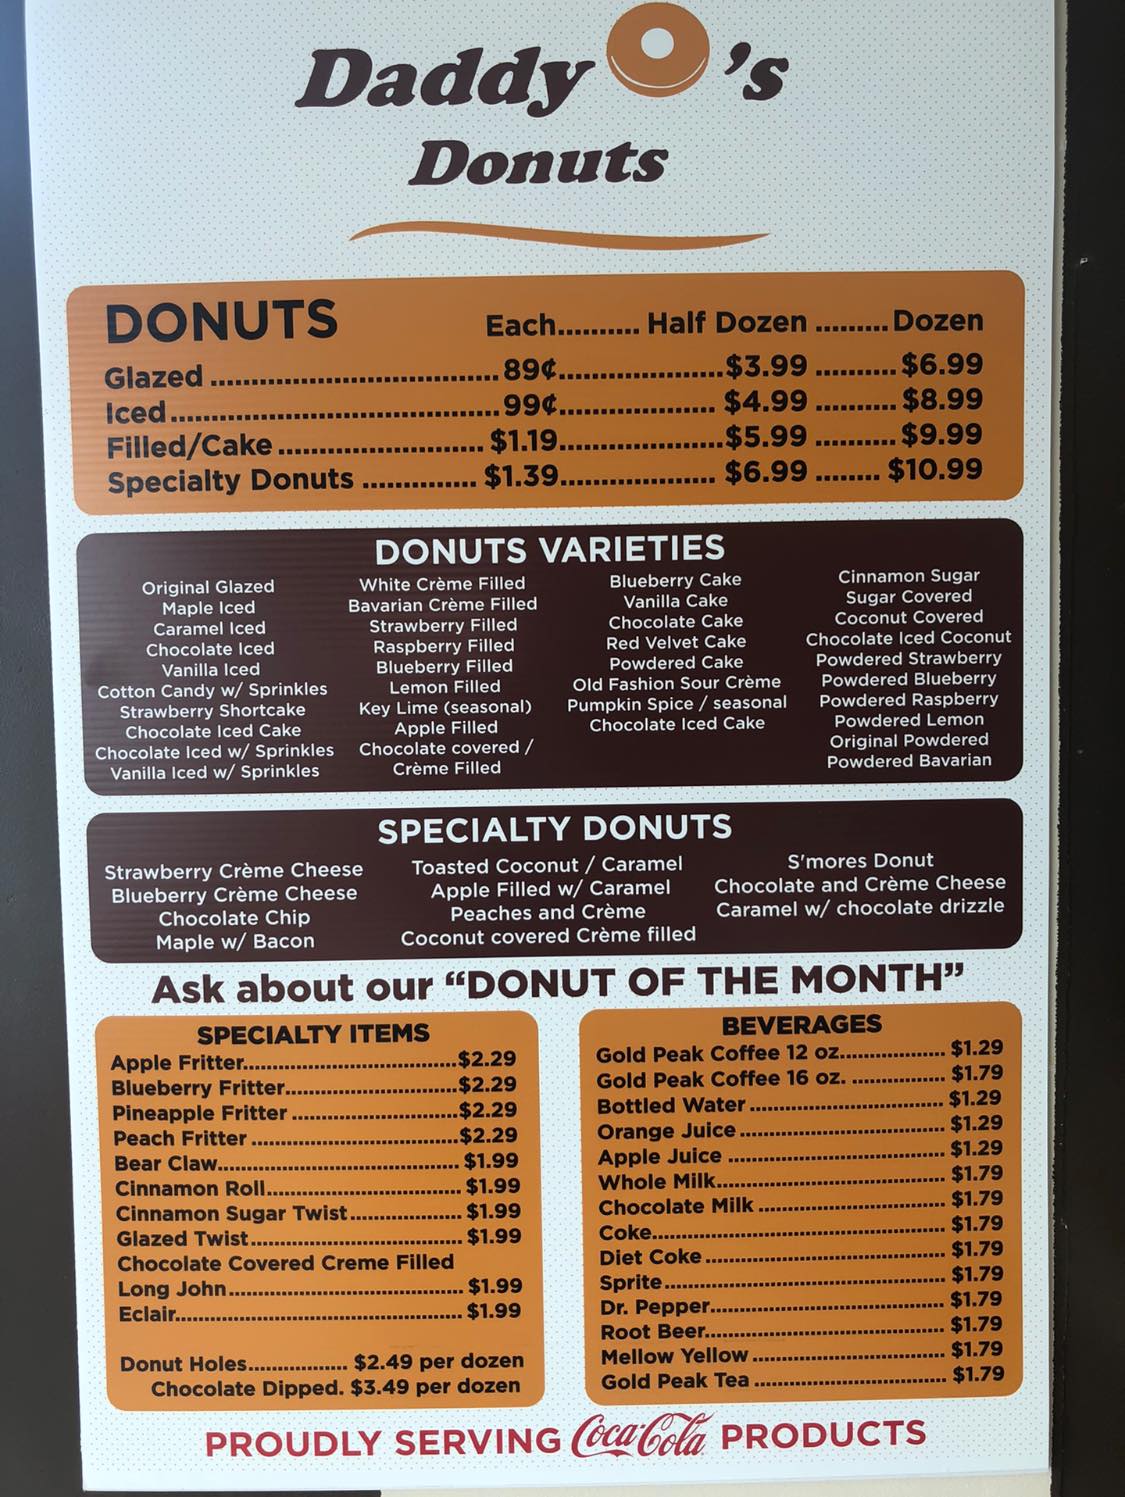 Daddy O's
Donuts
DONUTS Each.......... Half Dozen ......... Dozen
Glazed .................................. 89¢.................... $3.99 .......... $6.99
Iced....................................... 99¢................... $4.99 .......... $8.99
Filled/Cake ......................... $1.19.................... $5.99 .......... $9.99
Specialty Donuts .............. $1.39................... $6.99 ........ $10.99
DONUTS VARIETIES
Original Glazed
Maple Iced
Caramel Iced
Chocolate Iced
Vanilla Iced
Cotton Candy w/ Sprinkles
Strawberry Shortcake
Chocolate Iced Cake
Chocolate Iced w/ Sprinkles
Vanilla Iced w/ Sprinkles
White Crème Filled
Bavarian Crème Filled
Strawberry Filled
Raspberry Filled
Blueberry Filled
Lemon Filled
Key Lime (seasonal)
Apple Filled
Chocolate covered /
Crème Filled
Blueberry Cake
Vanilla Cake
Chocolate Cake
Red Velvet Cake
Powdered Cake
Old Fashion Sour Crème
Pumpkin Spice / seasonal
Chocolate Iced Cake
Cinnamon Sugar
Sugar Covered
Coconut Covered
Chocolate Iced Coconut
Powdered Strawberry
Powdered Blueberry
Powdered Raspberry
Powdered Lemon
Original Powdered
Powdered Bavarian
SPECIALTY DONUTS
Strawberry Crème Cheese
Blueberry Crème Cheese
Chocolate Chip
Maple w/ Bacon
Toasted Coconut / Caramel
Apple Filled w/ Caramel
Peaches and Crème
Coconut covered Crème filled
S'mores Donut
Chocolate and Crème Cheese
Caramel w/ chocolate drizzle
Ask about our “DONUT OF THE MONTH”
SPECIALTY ITEMS
Apple Fritter.............................. $2.29
Blueberry Fritter........................ $2.29
Pineapple Fritter ....................... $2.29
Peach Fritter ............................. $2.29
Bear Claw.................................. $1.99
Cinnamon Roll........................... $1.99
Cinnamon Sugar Twist............... $1.99
Glazed Twist.............................. $1.99
Chocolate Covered Creme Filled
Long John................................. $1.99
Eclair........................................ $1.99
Donut Holes............... $2.49 per dozen
Chocolate Dipped. $3.49 per dozen
BEVERAGES
Gold Peak Coffee 12 oz............... $1.29
Gold Peak Coffee 16 oz. ............. $1.79
Bottled Water ........................... $1.29
Orange Juice ............................. $1.29
Apple Juice ............................... $1.29
Whole Milk................................ $1.79
Chocolate Milk .......................... $1.79
Coke......................................... $1.79
Diet Coke .................................. $1.79
Sprite........................................ $1.79
Dr. Pepper................................. $1.79
Root Beer.................................. $1.79
Mellow Yellow ........................... $1.79
Gold Peak Tea ........................... $1.79
PROUDLY SERVING Coca-Cola PRODUCTS